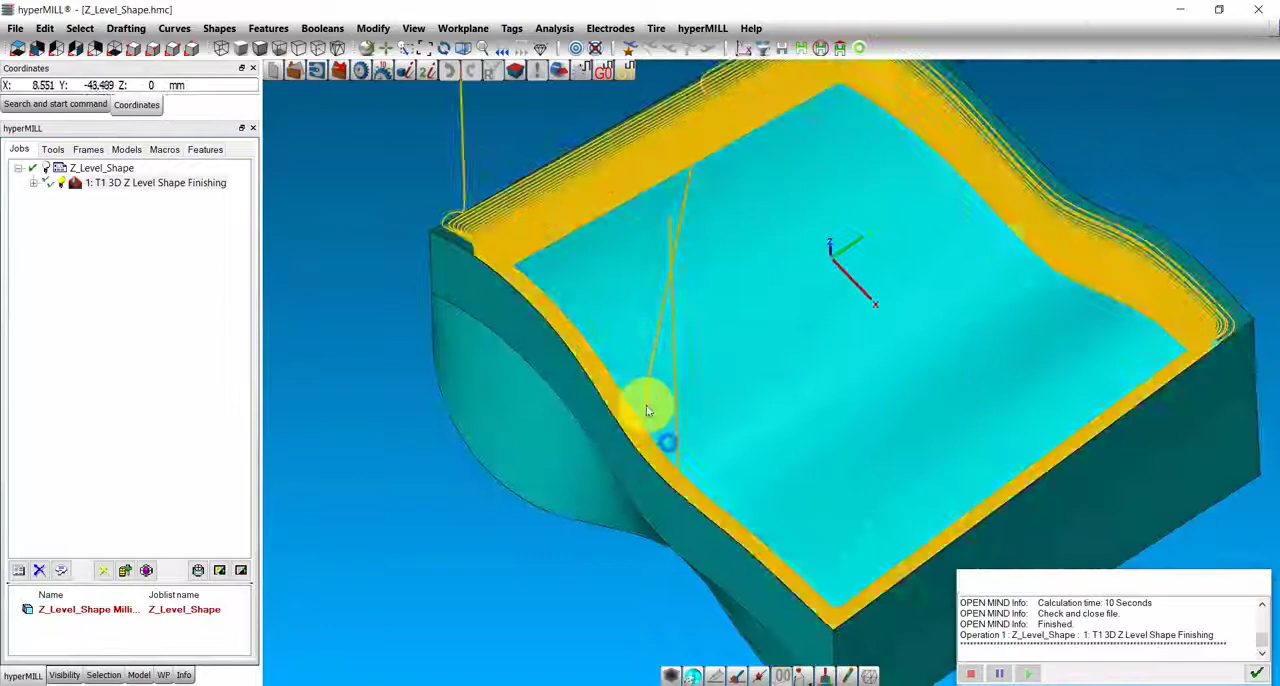 hyperMILL® - [Z_Level_Shape.hmc]
File Edit Select Drafting Curves Shapes Features Booleans Modify View Workplane Tags Analysis Electrodes Tire hyperMILL Help
Coordinates
X: 8.551 Y: -43.489 Z: 0 mm
Search and start command Coordinates
hyperMILL
Jobs Tools Frames Models Macros Features
Z_Level_Shape
1: T1 3D Z Level Shape Finishing
Name Joblist name
Z_Level_Shape Milli... Z_Level_Shape
hyperMILL Visibility Selection Model WP Info
G0
z
x
OPEN MIND Info: Calculation time: 10 Seconds
OPEN MIND Info: Check and close file.
OPEN MIND Info: Finished.
Operation 1 : Z_Level_Shape : 1: T1 3D Z Level Shape Finishing